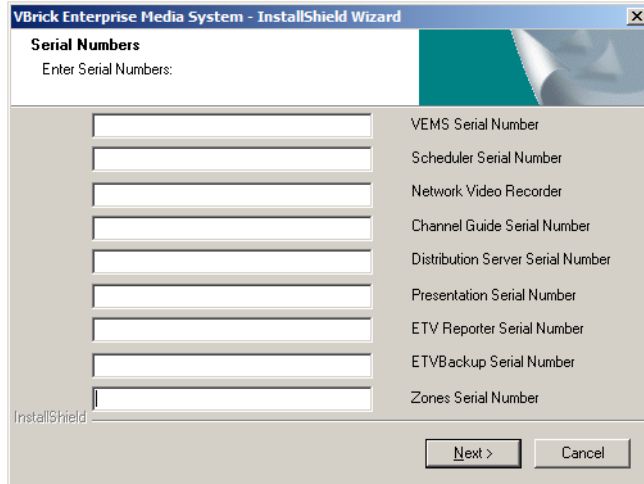 VBrick Enterprise Media System - InstallShield Wizard
Serial Numbers
Enter Serial Numbers:
VEMS Serial Number
Scheduler Serial Number
Network Video Recorder
Channel Guide Serial Number
Distribution Server Serial Number
Presentation Serial Number
ETV Reporter Serial Number
ETVBackup Serial Number
Zones Serial Number
InstallShield
Next >
Cancel